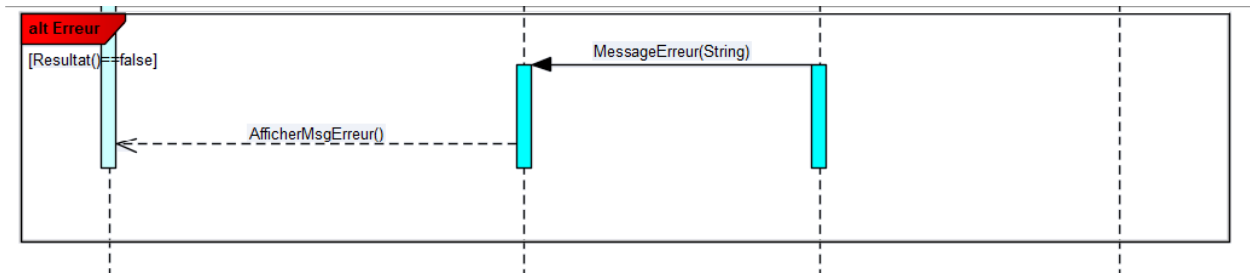 alt Erreur
[Resultat()==false]
MessageErreur(String)
AfficherMsgErreur()